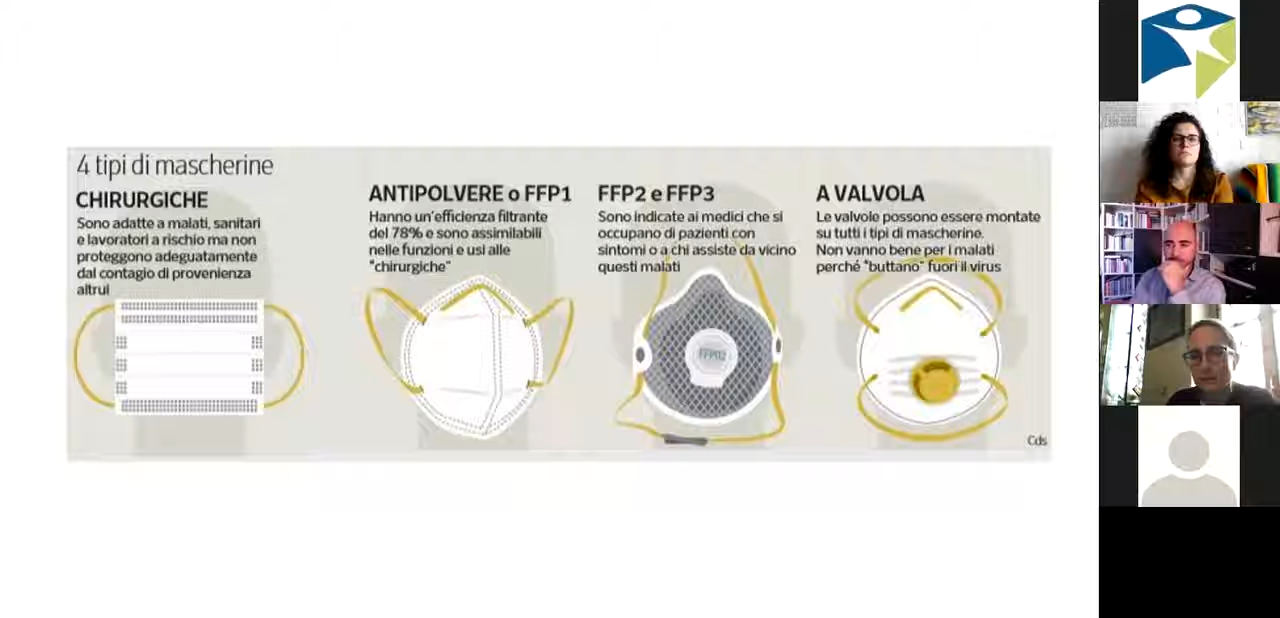 4 tipi di mascherine
CHIRURGICHE
Sono adatte a malati, sanitari
e lavoratori a rischio ma non
proteggono adeguatamente
dal contagio di provenienza
altrui
ANTIPOLVERE o FFP1
Hanno un'efficienza filtrante
del 78% e sono assimilabili
nelle funzioni e usi alle
"chirurgiche"
FFP2 e FFP3
Sono indicate ai medici che si
occupano di pazienti con
sintomi o a chi assiste da vicino
questi malati
FFP02
A VALVOLA
Le valvole possono essere montate
su tutti i tipi di mascherine.
Non vanno bene per i malati
perché "buttano" fuori il virus
Cds